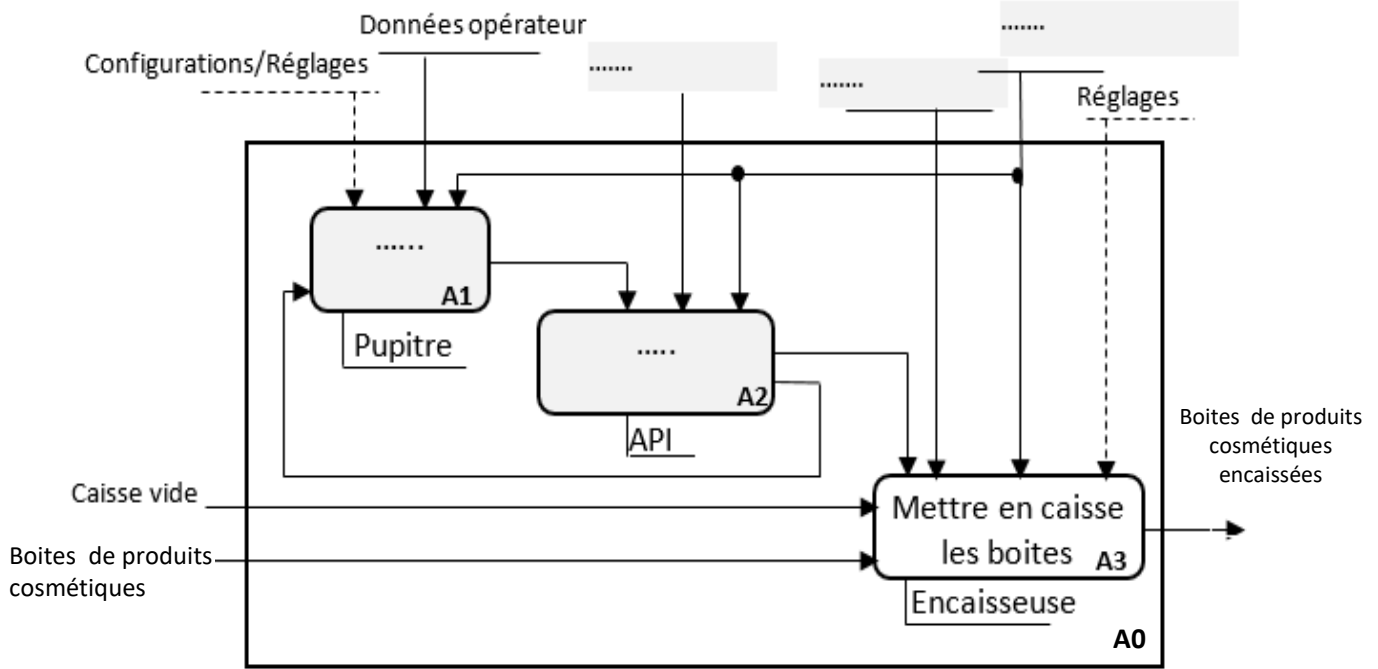 Données opérateur
.......
Configurations/Réglages
.......
.......
Réglages
......
A1
Pupitre
.....
A2
API
Caisse vide
Boites de produits
cosmétiques
Mettre en caisse
les boites A3
Encaisseuse
Boites de produits
cosmétiques
encaissées
A0